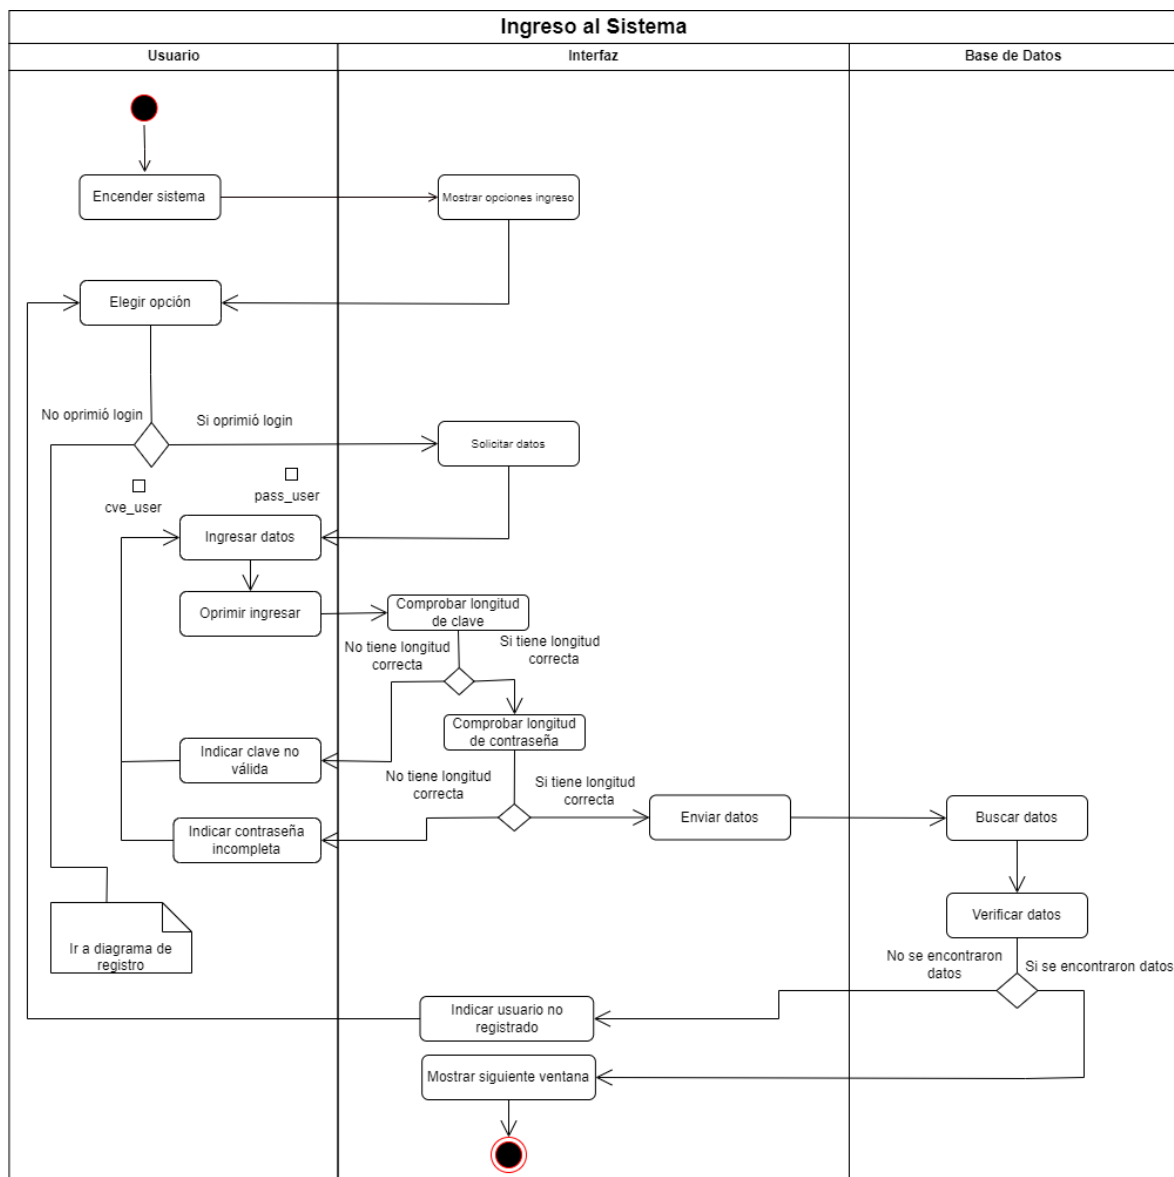 Ingreso al Sistema
Usuario
Interfaz
Base de Datos
Encender sistema
Mostrar opciones ingreso
Elegir opción
No oprimió login
Si oprimió login
Solicitar datos
cve_user
pass_user
Ingresar datos
Oprimir ingresar
Comprobar longitud
de clave
No tiene longitud
correcta
Si tiene longitud
correcta
Comprobar longitud
de contraseña
Indicar clave no
válida
No tiene longitud
correcta
Si tiene longitud
correcta
Enviar datos
Buscar datos
Indicar contraseña
incompleta
Verificar datos
Ir a diagrama de
registro
No se encontraron
datos
Si se encontraron datos
Indicar usuario no
registrado
Mostrar siguiente ventana